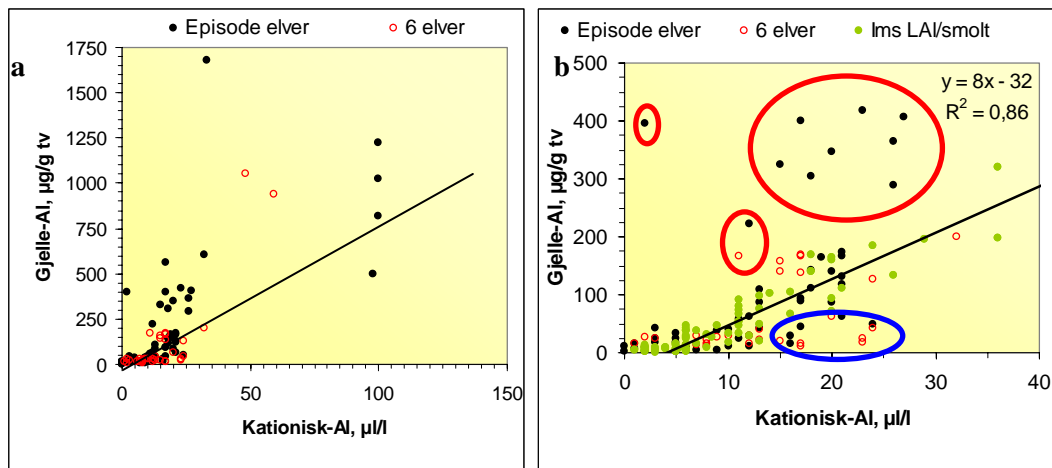 Episode elver 6 elver
a
1750
1500
1250
1000
750
500
250
0
0 50 100 150
Gjelle-Al, µg/g tv
Kationisk-Al, µl/l
Episode elver 6 elver Ims LAI/smolt
b
y = 8x - 32
R² = 0,86
500
400
300
200
100
0
0 10 20 30 40
Gjelle-Al, µg/g tv
Kationisk-Al, µl/l